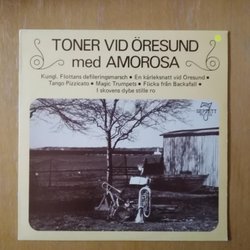 TONER VID ÖRESUND
med AMOROSA
Kungl. Flottans defileringsmarsch • En kärleksnatt vid Öresund •
Tango Pizzicato • Magic Trumpets • Flicka från Backafall •
I skovens dybe stille ro